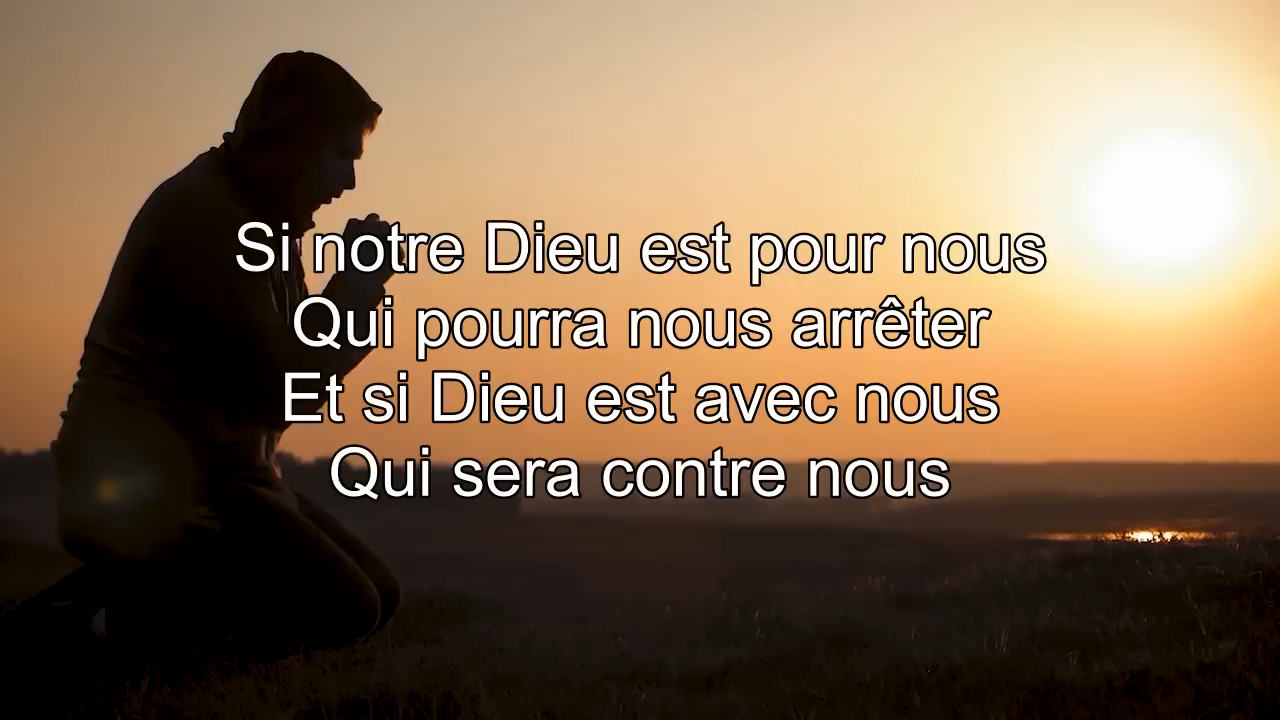 Si notre Dieu est pour nous
Qui pourra nous arrêter
Et si Dieu est avec nous
Qui sera contre nous